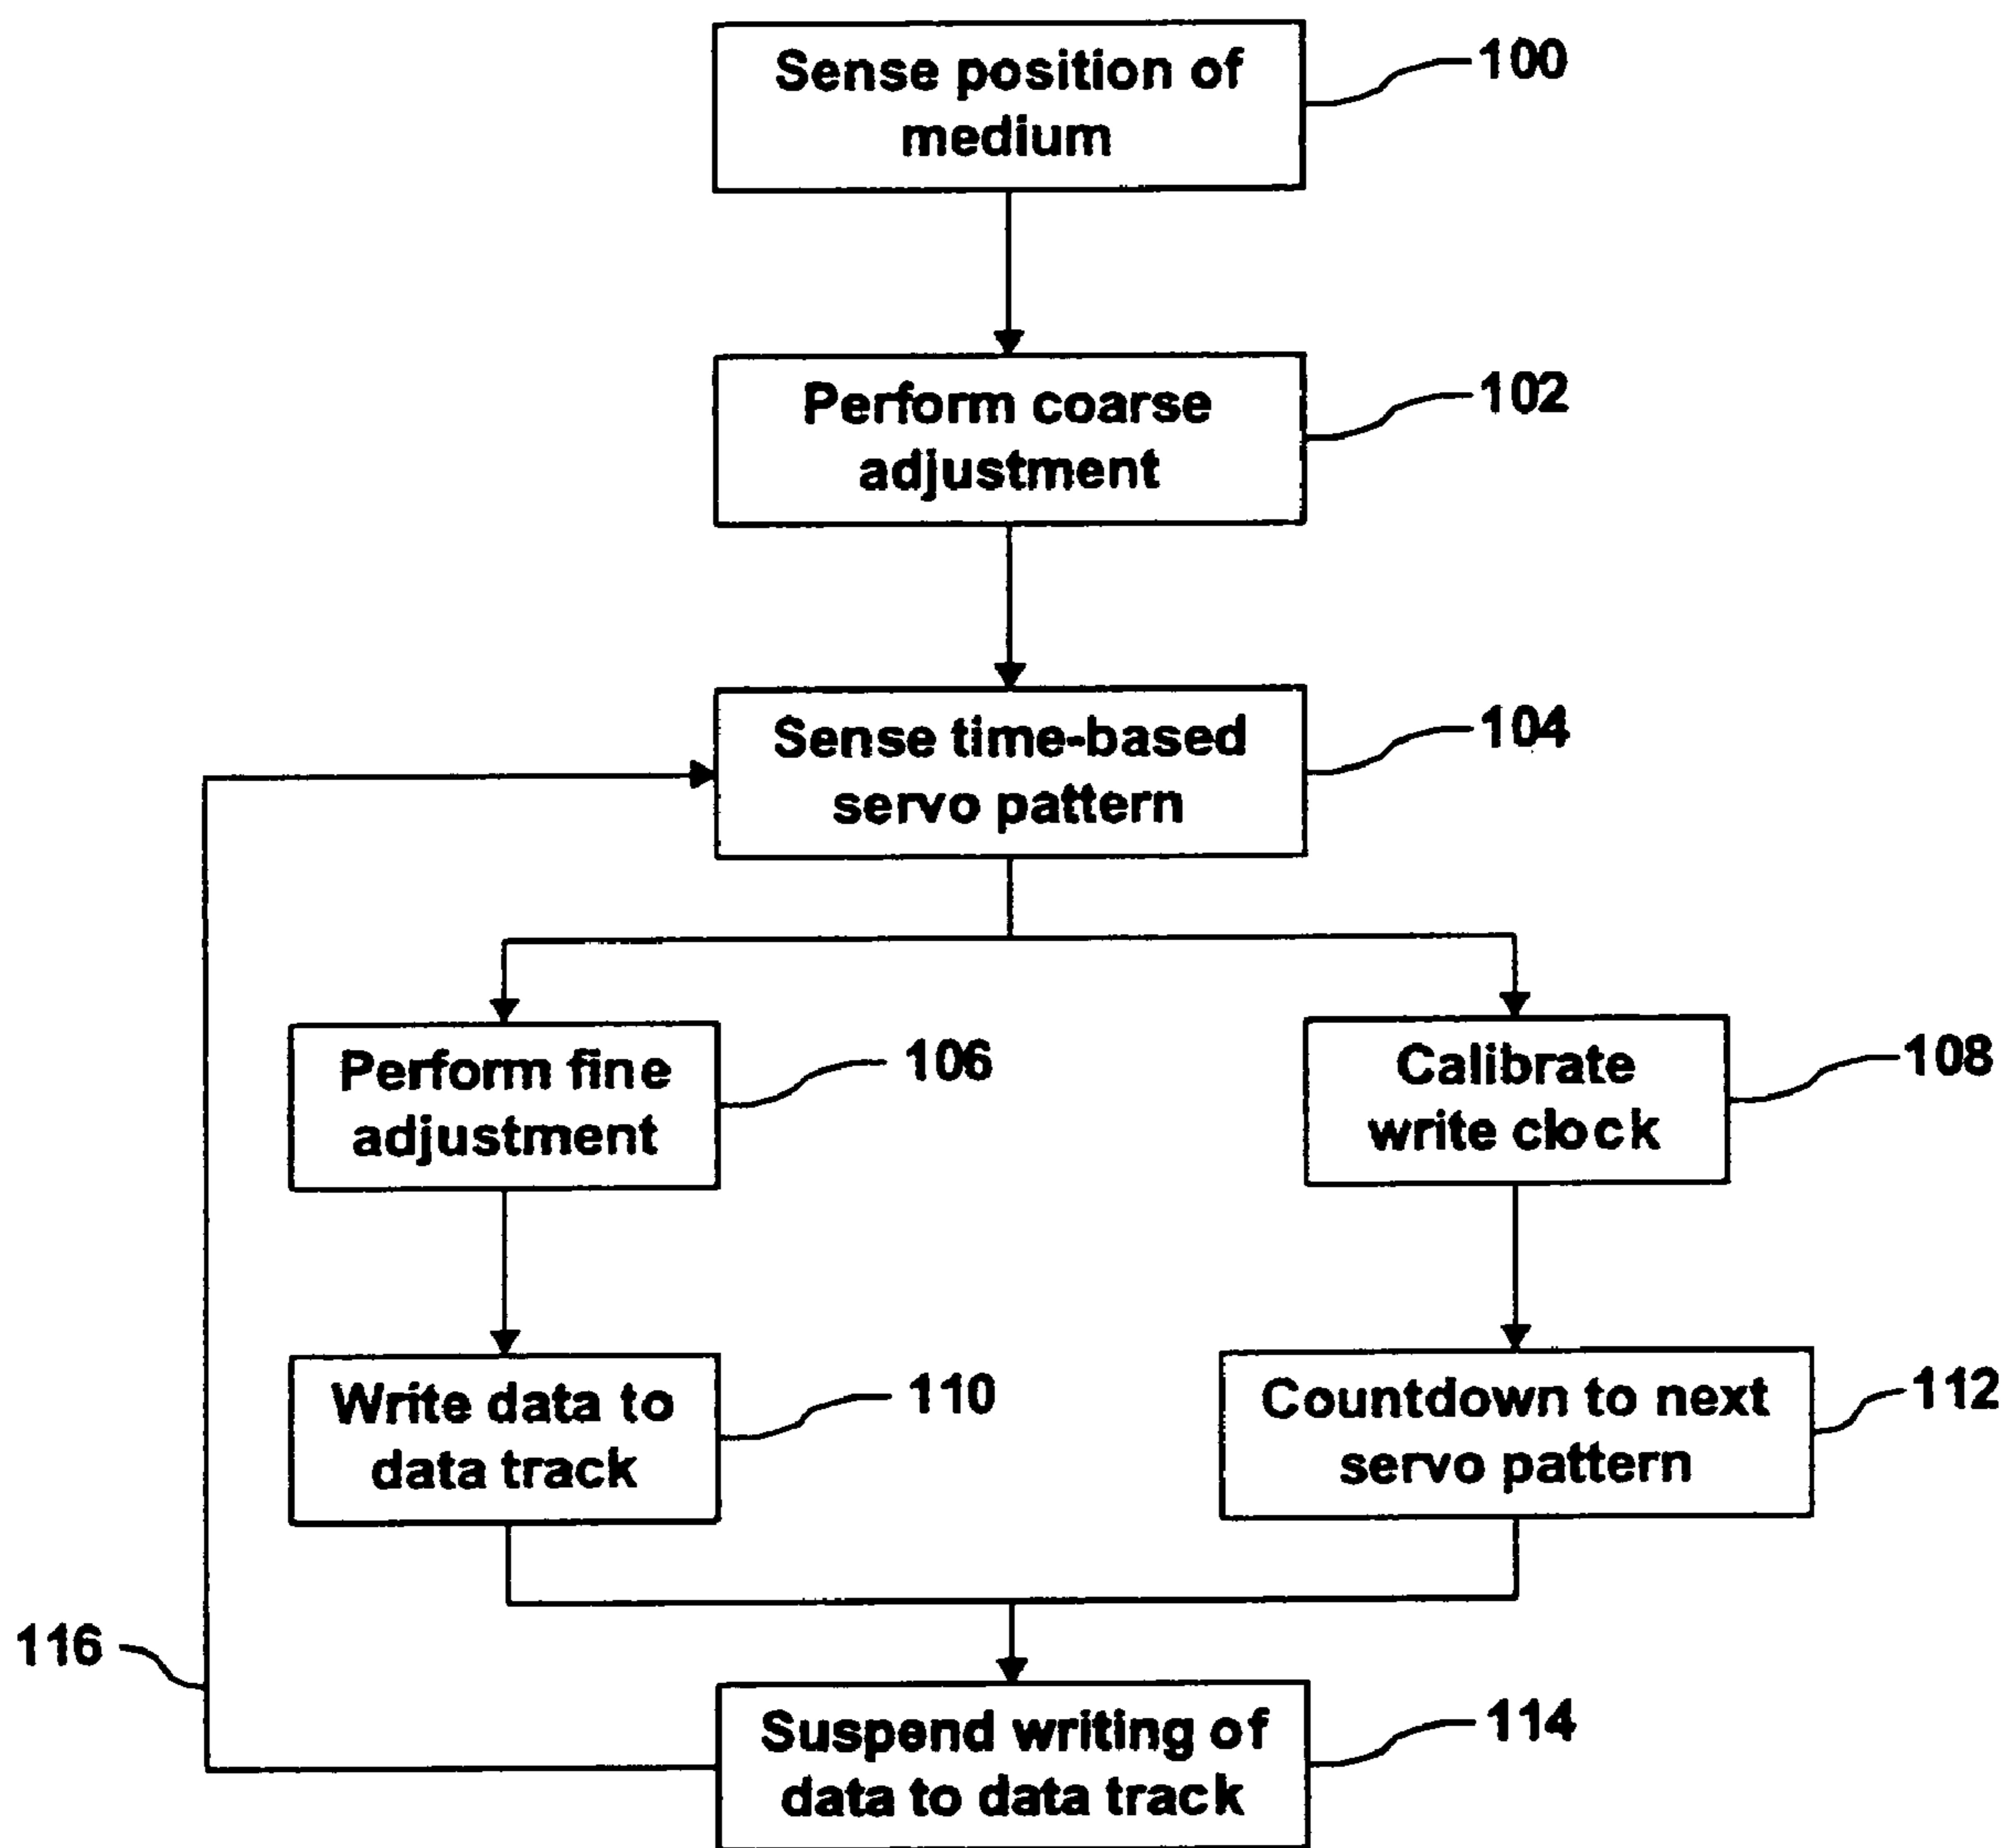 Sense position of
medium
100
Perform coarse
adjustment
102
Sense time-based
servo pattern
104
Perform fine
adjustment
106
Calibrate
write clock
108
Write data to
data track
110
Countdown to next
servo pattern
112
116
Suspend writing of
data to data track
114